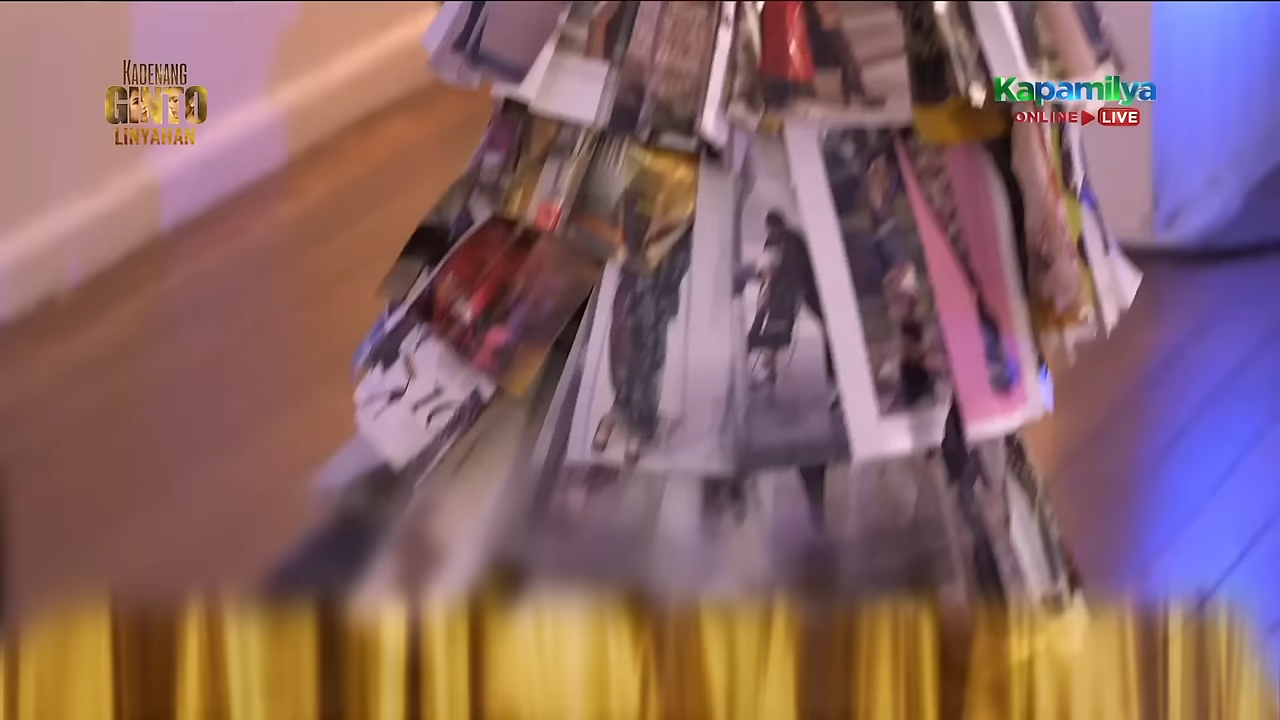 KADENANG
GINTO
LINYAHAN
Kapamilya
ONLINE LIVE